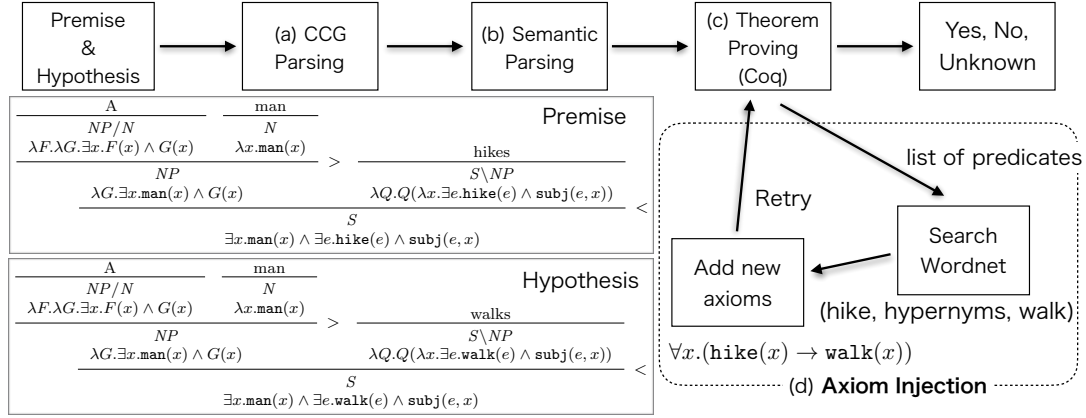 Premise
&
Hypothesis
(a) CCG
Parsing
(b) Semantic
Parsing
(c) Theorem
Proving
(Coq)
Yes, No,
Unknown
Premise
A
NP/N
λF.λG.∃x.F(x) ∧ G(x)
man
N
λx.man(x)
>
NP
λG.∃x.man(x) ∧ G(x)
hikes
S\NP
λQ.Q(λx.∃e.hike(e) ∧ subj(e, x))
<
S
∃x.man(x) ∧ ∃e.hike(e) ∧ subj(e, x)
Hypothesis
A
NP/N
λF.λG.∃x.F(x) ∧ G(x)
man
N
λx.man(x)
>
NP
λG.∃x.man(x) ∧ G(x)
walks
S\NP
λQ.Q(λx.∃e.walk(e) ∧ subj(e, x))
<
S
∃x.man(x) ∧ ∃e.walk(e) ∧ subj(e, x)
list of predicates
Retry
Search
Wordnet
Add new
axioms
(hike, hypernyms, walk)
∀x.(hike(x) → walk(x))
(d) Axiom Injection